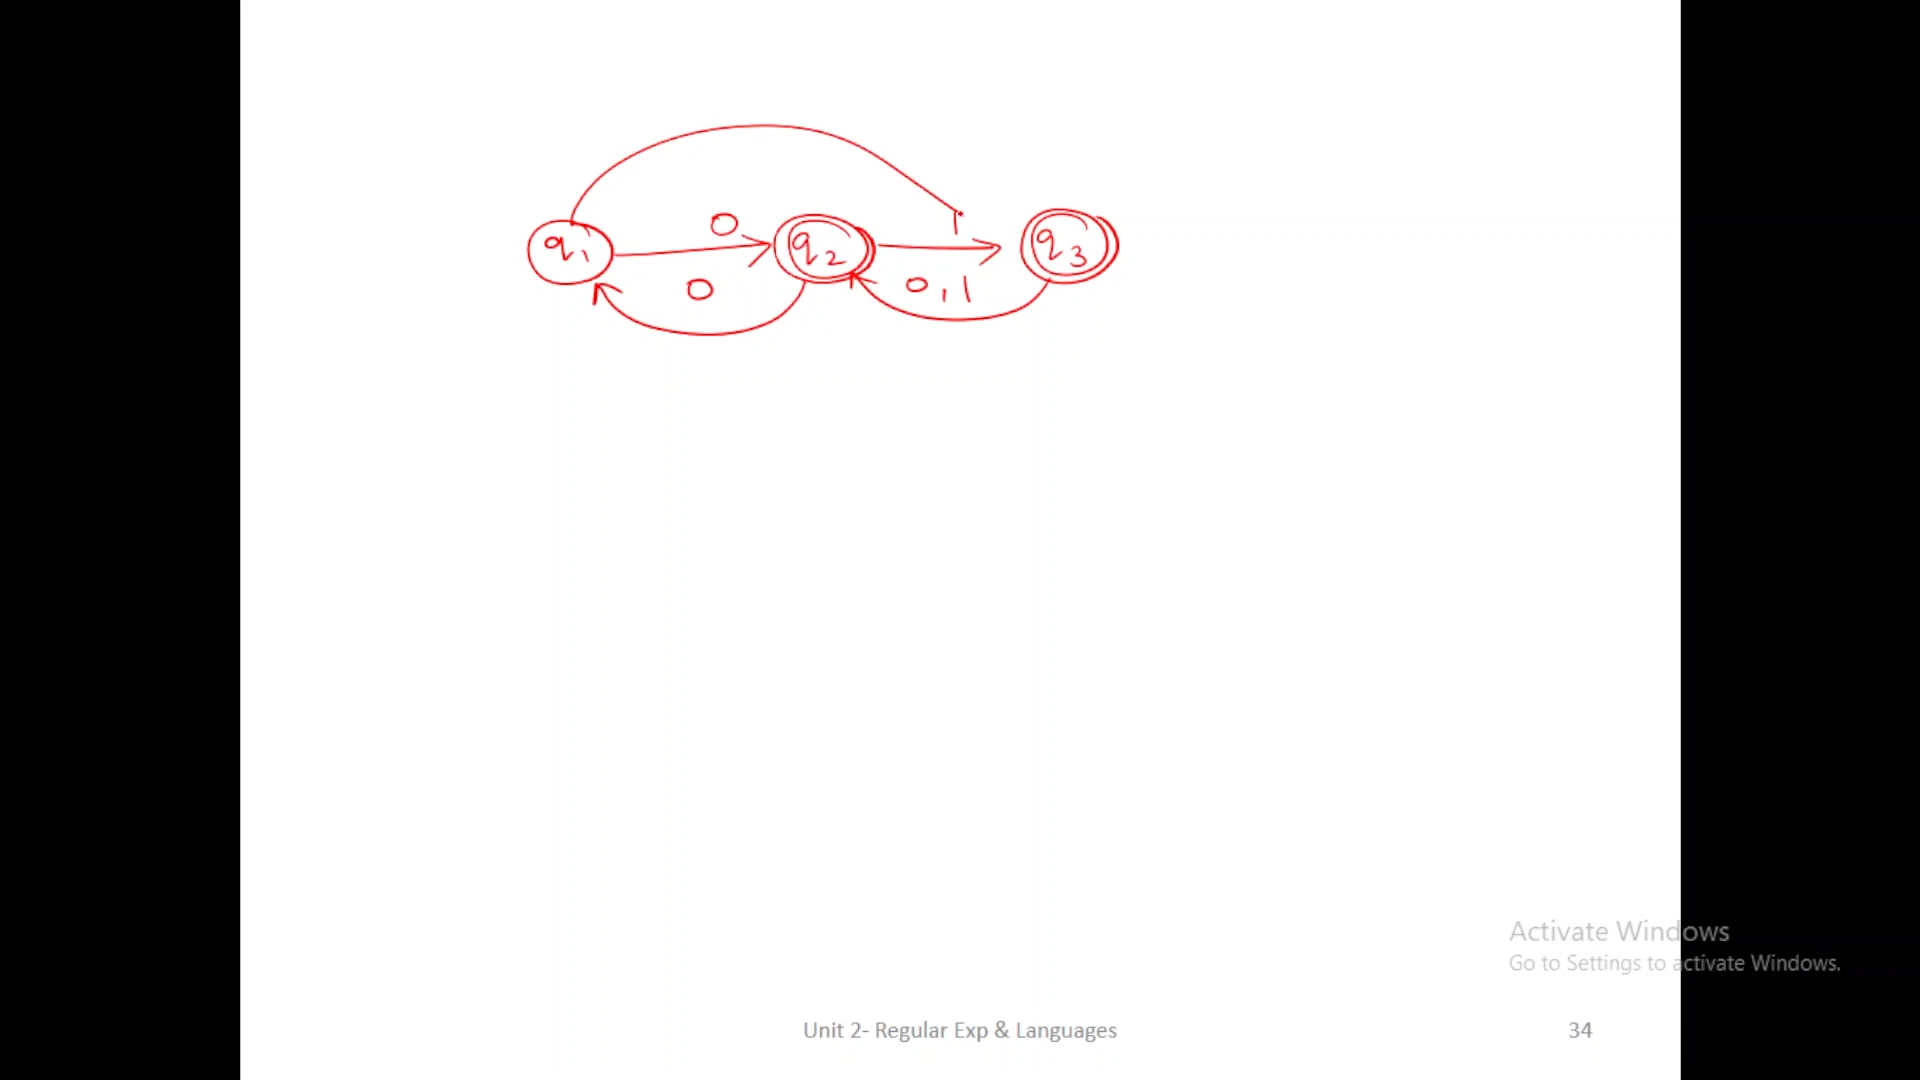 0 1
q1 q2 q3
0 0,1
Activate Windows
Go to Settings to activate Windows.
Unit 2- Regular Exp & Languages 34